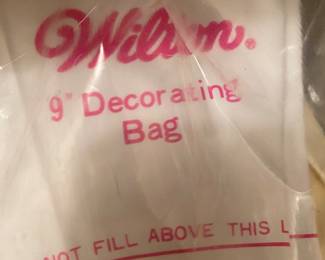 Wilton®
9" Decorating
Bag
NOT FILL ABOVE THIS L